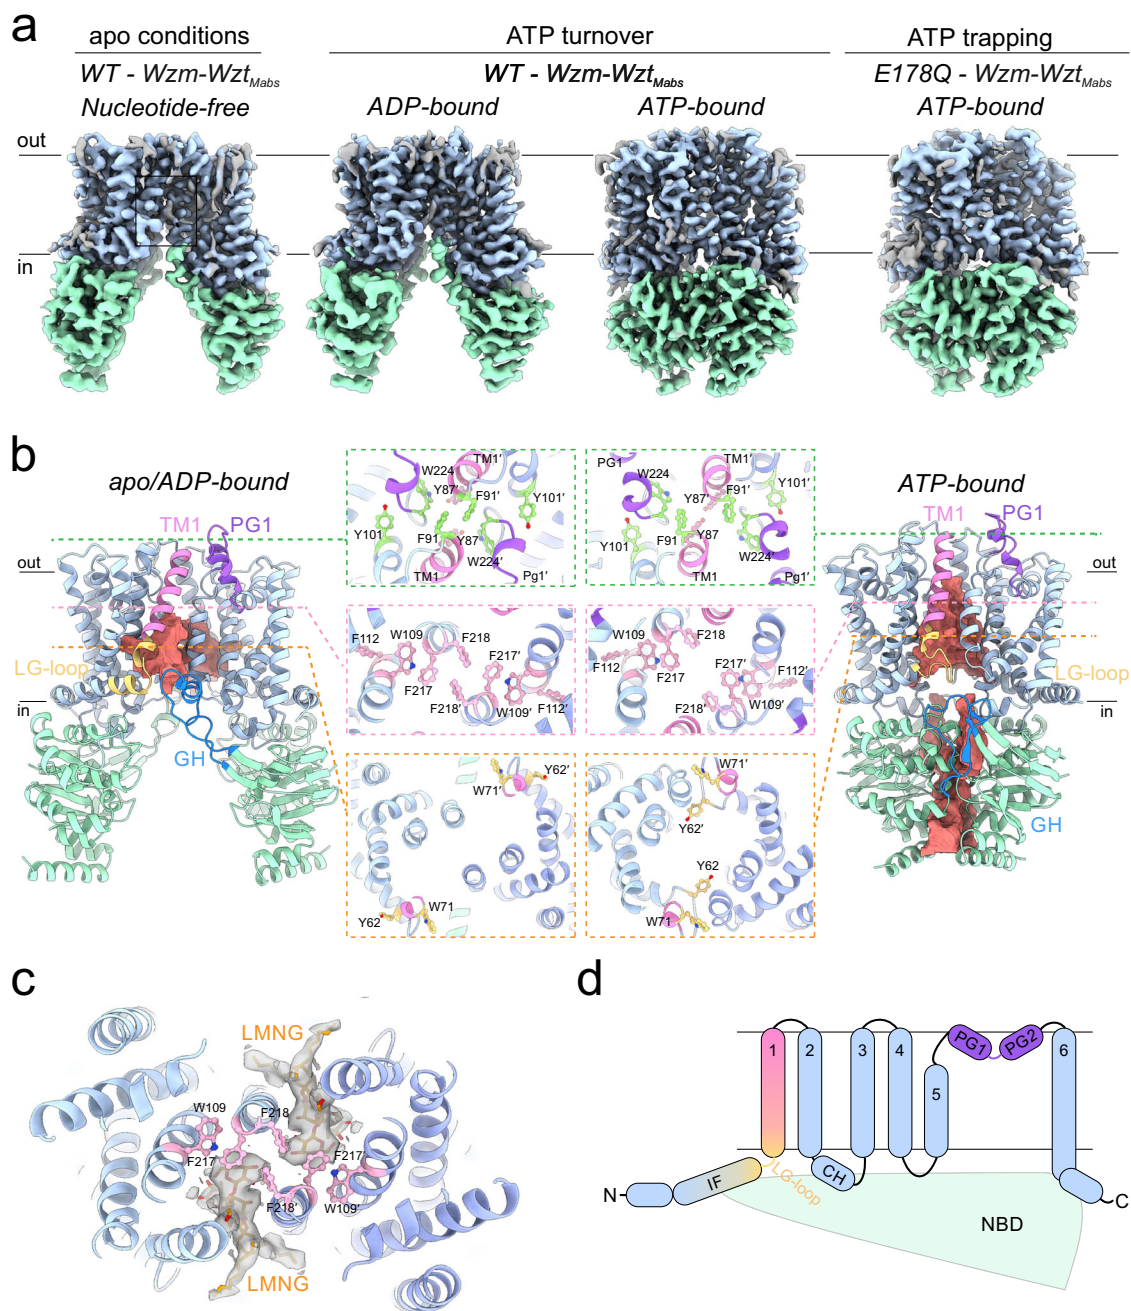 a
apo conditions
ATP turnover
ATP trapping
WT - Wzm-Wzt_Mabs
WT - Wzm-Wzt_Mabs
E178Q - Wzm-Wzt_Mabs
Nucleotide-free
ADP-bound
ATP-bound
ATP-bound
out
in
b
apo/ADP-bound
TM1
PG1
out
LG-loop
in
GH
W224
TM1'
Y87'
F91'
Y101'
Y101
F91
Y87
W224'
TM1
Pg1'
PG1
W224
TM1'
Y87'
F91'
Y101'
Y101
F91
Y87
W224'
TM1
Pg1'
F112
W109
F218
F217'
F217
F218'
W109'
F112'
W109
F218
F112
F217
F217'
F112'
W109'
F218'
Y62'
W71'
Y62
W71
W71'
Y62'
Y62
W71
ATP-bound
TM1
PG1
out
LG-loop
in
GH
c
LMNG
W109
F218
F217
F217'
F218'
W109'
LMNG
d
1
2
3
4
5
PG1
PG2
6
N
IF
LG-loop
CH
NBD
C